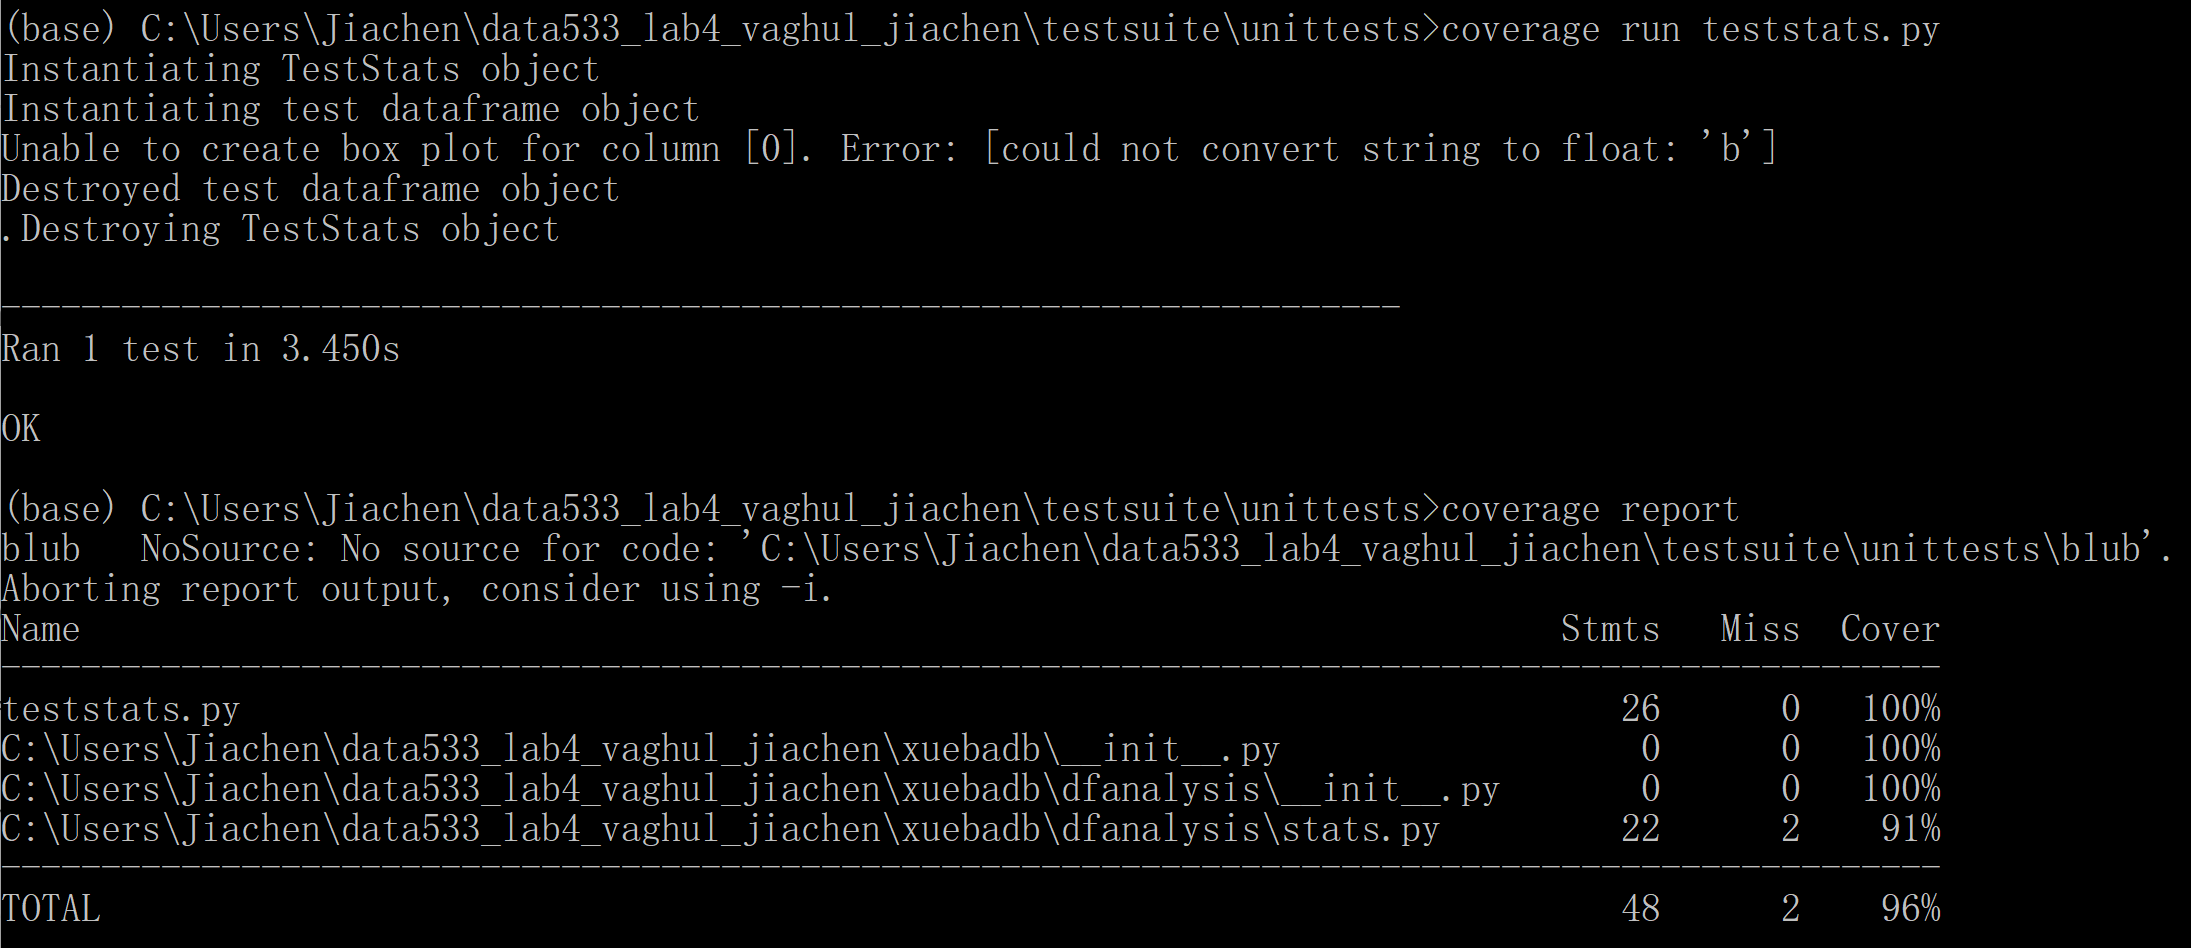 (base) C:\Users\Jiachen\data533_lab4_vaghul_jiachen\testsuite\unittests>coverage run teststats.py
Instantiating TestStats object
Instantiating test dataframe object
Unable to create box plot for column [0]. Error: [could not convert string to float: 'b']
Destroyed test dataframe object
.Destroying TestStats object
----------------------------------------------------------------------
Ran 1 test in 3.450s
OK
(base) C:\Users\Jiachen\data533_lab4_vaghul_jiachen\testsuite\unittests>coverage report
blub   NoSource: No source for code: 'C:\Users\Jiachen\data533_lab4_vaghul_jiachen\testsuite\unittests\blub'.
Aborting report output, consider using -i.
Name                                                                          Stmts   Miss  Cover
-------------------------------------------------------------------------------------------------
teststats.py                                                                     26      0   100%
C:\Users\Jiachen\data533_lab4_vaghul_jiachen\xuebadb\__init__.py                  0      0   100%
C:\Users\Jiachen\data533_lab4_vaghul_jiachen\xuebadb\dfanalysis\__init__.py       0      0   100%
C:\Users\Jiachen\data533_lab4_vaghul_jiachen\xuebadb\dfanalysis\stats.py         22      2    91%
-------------------------------------------------------------------------------------------------
TOTAL                                                                            48      2    96%